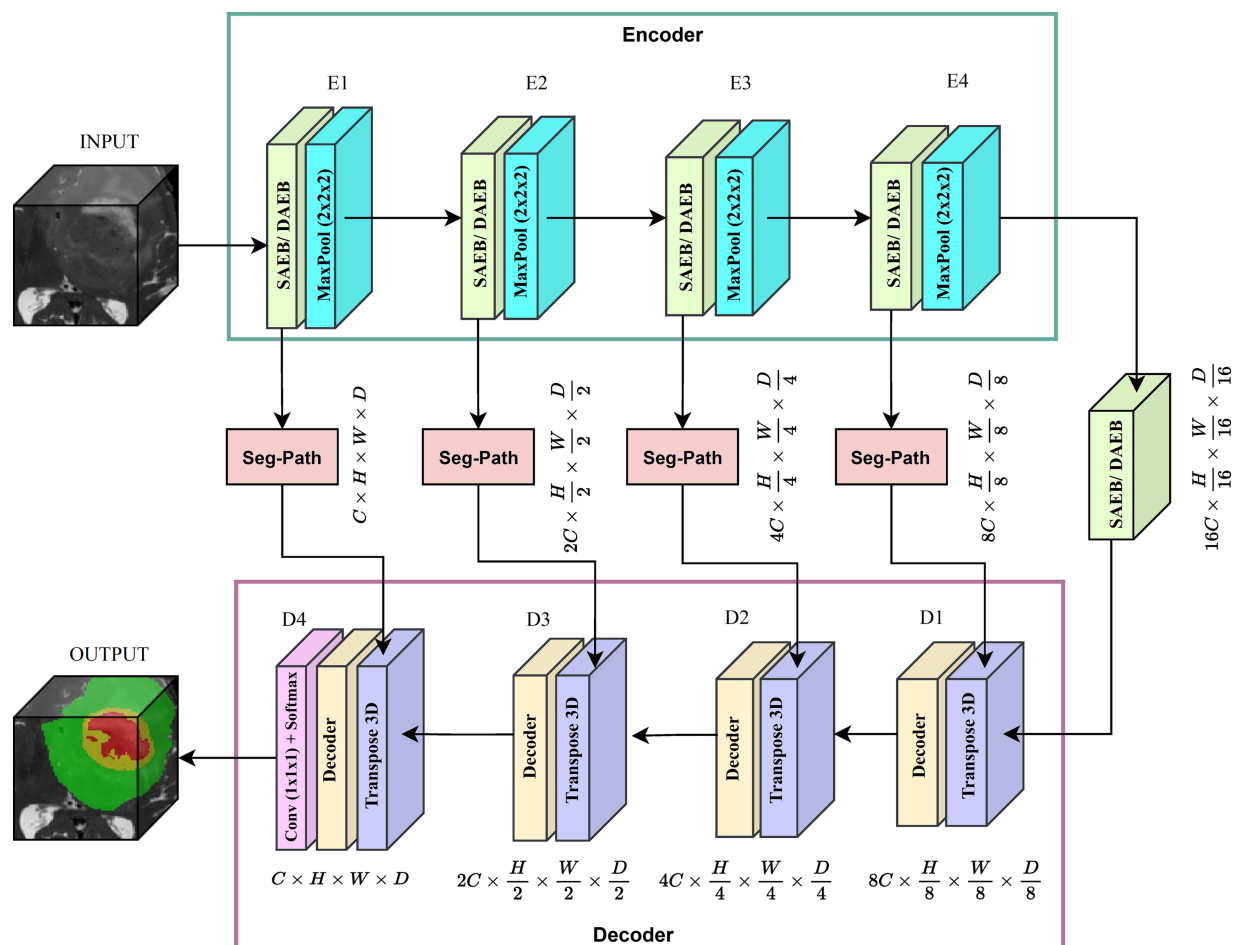 Encoder
E1
E2
E3
E4
INPUT
SAEB/ DAEB
MaxPool (2x2x2)
SAEB/ DAEB
MaxPool (2x2x2)
SAEB/ DAEB
MaxPool (2x2x2)
SAEB/ DAEB
MaxPool (2x2x2)
Seg-Path
C × H × W × D
Seg-Path
2C × H/2 × W/2 × D/2
Seg-Path
4C × H/4 × W/4 × D/4
Seg-Path
8C × H/8 × W/8 × D/8
SAEB/ DAEB
16C × H/16 × W/16 × D/16
D4
D3
D2
D1
OUTPUT
Conv (1x1x1) + Softmax
Decoder
Transpose 3D
Decoder
Transpose 3D
Decoder
Transpose 3D
Decoder
Transpose 3D
C × H × W × D
2C × H/2 × W/2 × D/2
4C × H/4 × W/4 × D/4
8C × H/8 × W/8 × D/8
Decoder